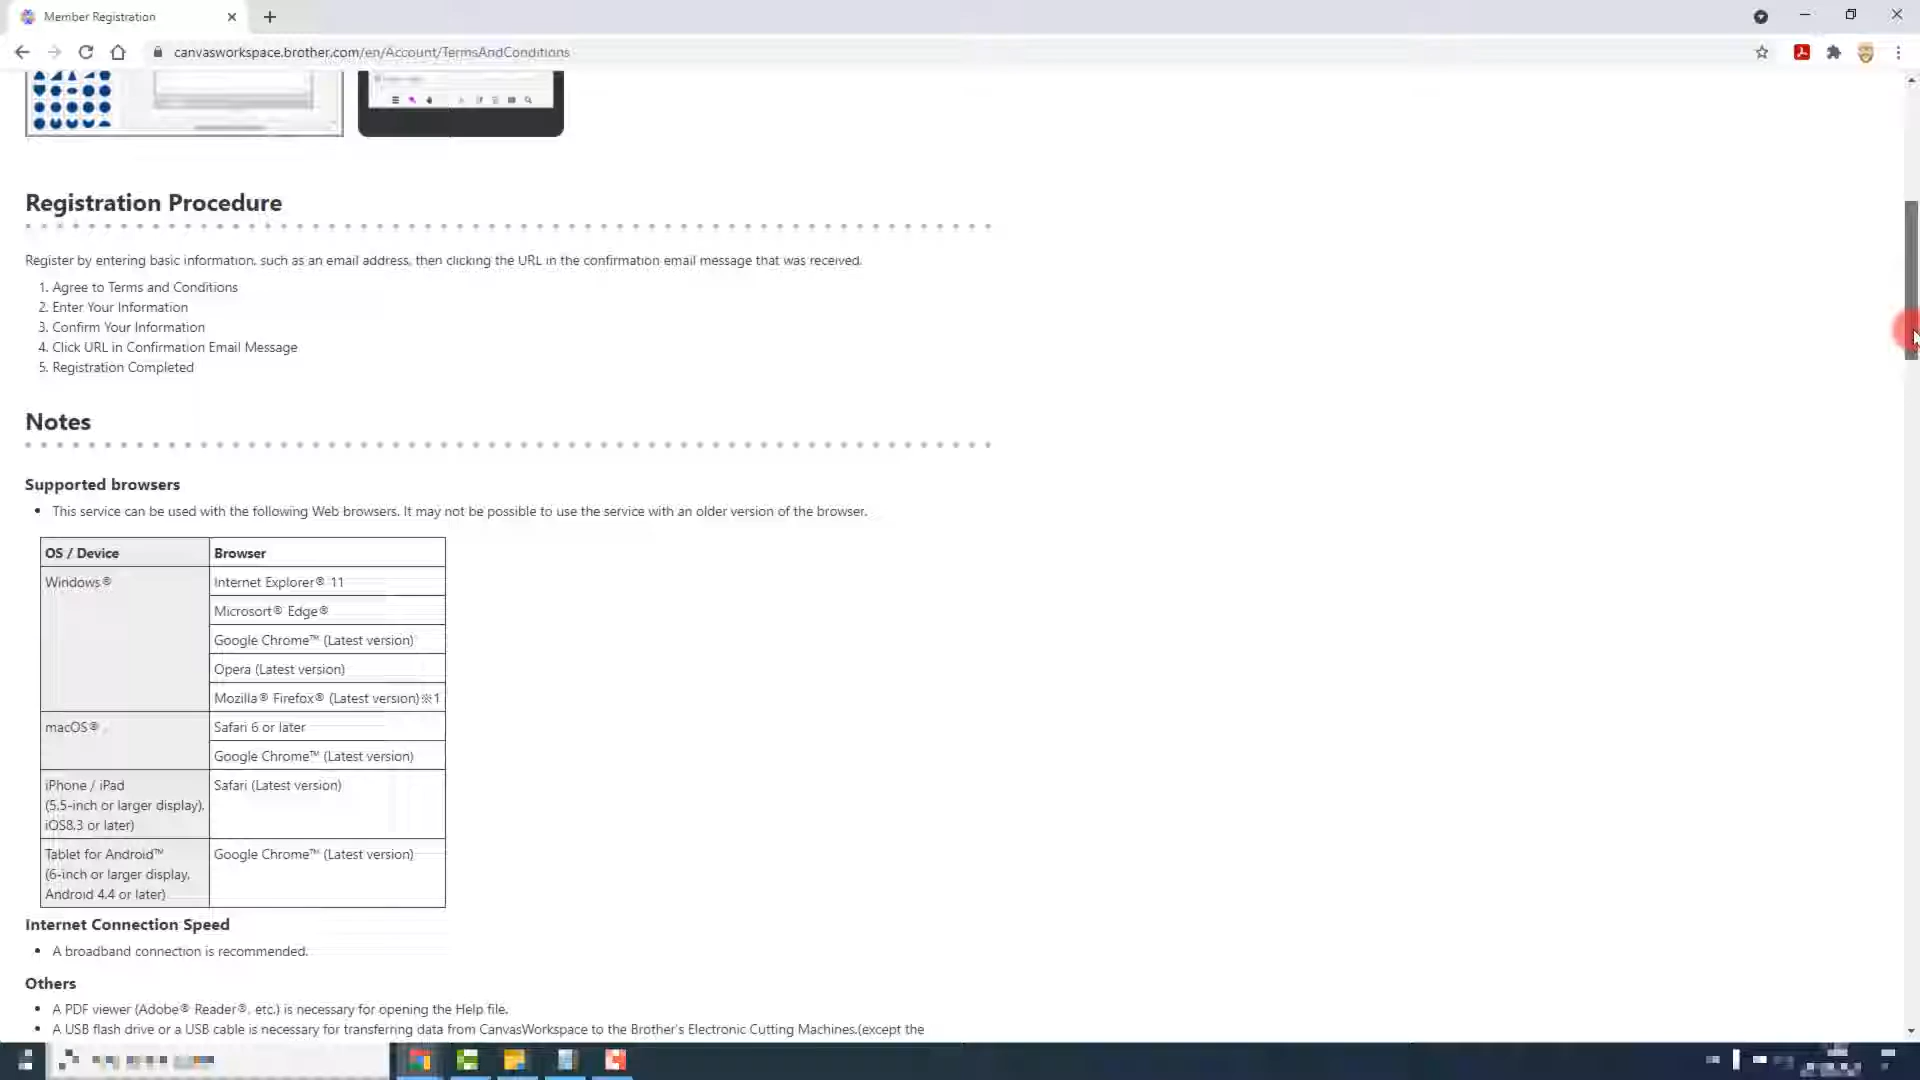 Member Registration
canvasworkspace.brother.com/en/Account/TermsAndConditions
Registration Procedure
Register by entering basic information, such as an email address, then clicking the URL in the confirmation email message that was received.
1. Agree to Terms and Conditions
2. Enter Your Information
3. Confirm Your Information
4. Click URL in Confirmation Email Message
5. Registration Completed
Notes
Supported browsers
• This service can be used with the following Web browsers. It may not be possible to use the service with an older version of the browser.
OS / Device Browser
Windows® Internet Explorer® 11
Microsort® Edge®
Google Chrome™ (Latest version)
Opera (Latest version)
Mozilla® Firefox® (Latest version)※1
macOS® Safari 6 or later
Google Chrome™ (Latest version)
iPhone / iPad Safari (Latest version)
(5.5-inch or larger display),
iOS8.3 or later)
Tablet for Android™ Google Chrome™ (Latest version)
(6-inch or larger display,
Android 4.4 or later)
Internet Connection Speed
• A broadband connection is recommended.
Others
• A PDF viewer (Adobe® Reader®, etc.) is necessary for opening the Help file.
• A USB flash drive or a USB cable is necessary for transferring data from CanvasWorkspace to the Brother's Electronic Cutting Machines.(except the